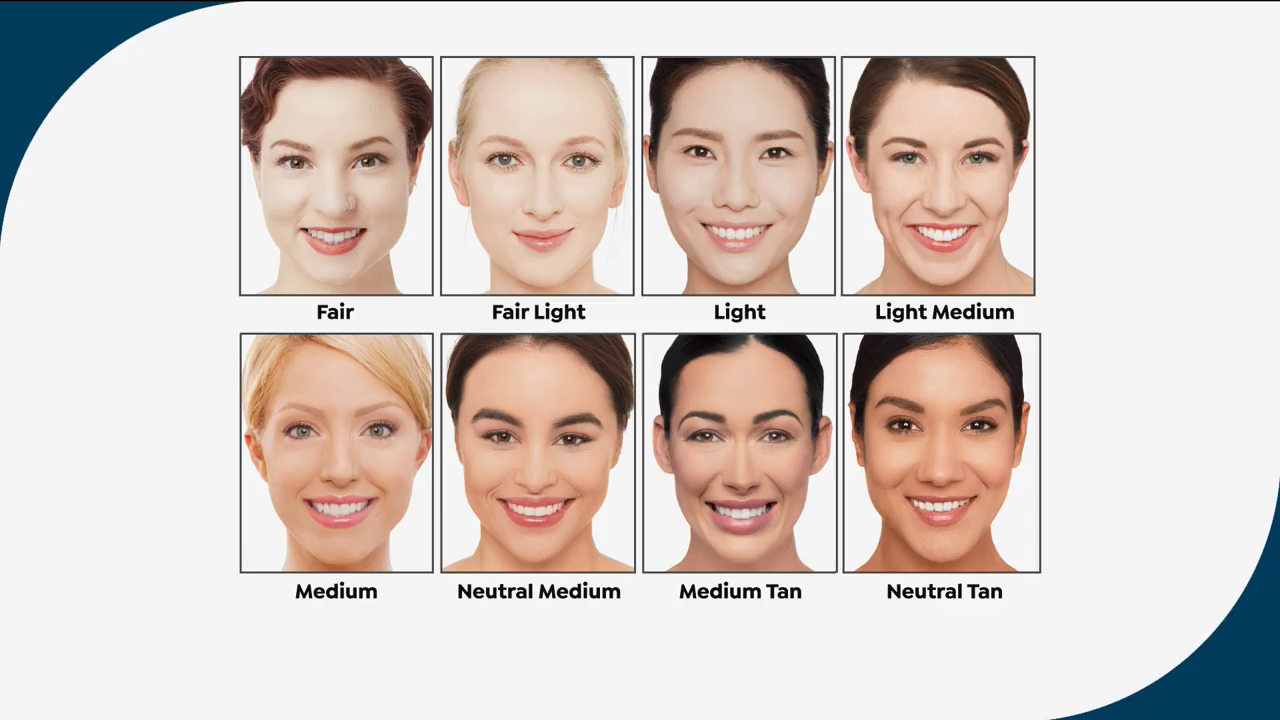 Fair
Fair Light
Light
Light Medium
Medium
Neutral Medium
Medium Tan
Neutral Tan